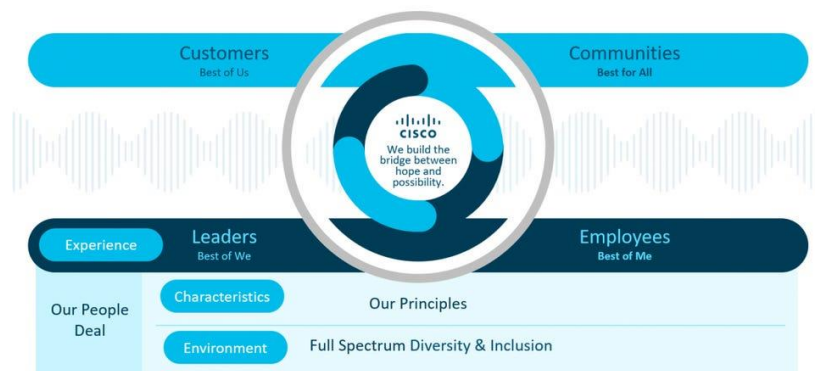 Customers
Best of Us
Communities
Best for All
CISCO
We build the
bridge between
hope and
possibility.
Experience
Leaders
Best of We
Employees
Best of Me
Our People
Deal
Characteristics
Our Principles
Environment
Full Spectrum Diversity & Inclusion